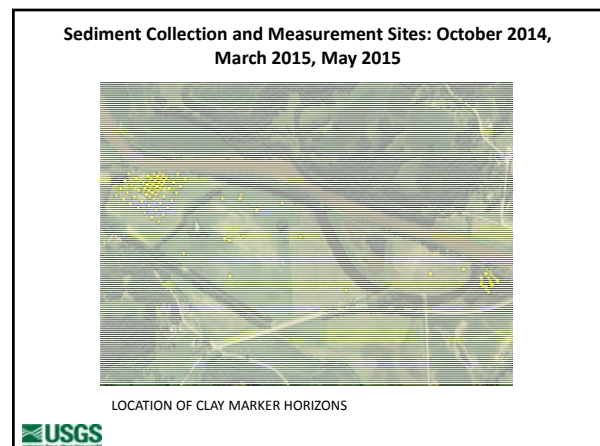 Sediment Collection and Measurement Sites: October 2014,
March 2015, May 2015
LOCATION OF CLAY MARKER HORIZONS
USGS